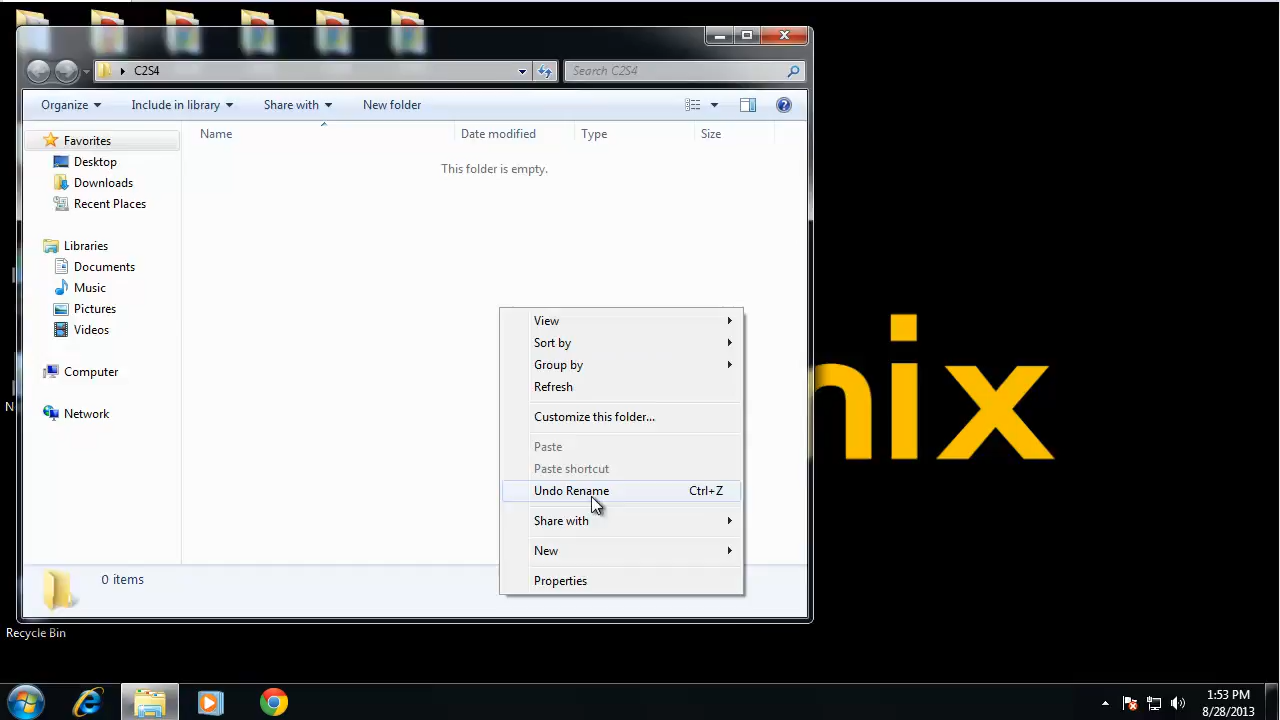 C2S4
Search C2S4
Organize
Include in library
Share with
New folder
Name
Date modified
Type
Size
This folder is empty.
Favorites
Desktop
Downloads
Recent Places
Libraries
Documents
Music
Pictures
Videos
Computer
Network
View
Sort by
Group by
Refresh
Customize this folder...
Paste
Paste shortcut
Undo Rename Ctrl+Z
Share with
New
Properties
0 items
nix
N
Recycle Bin
1:53 PM
8/28/2013